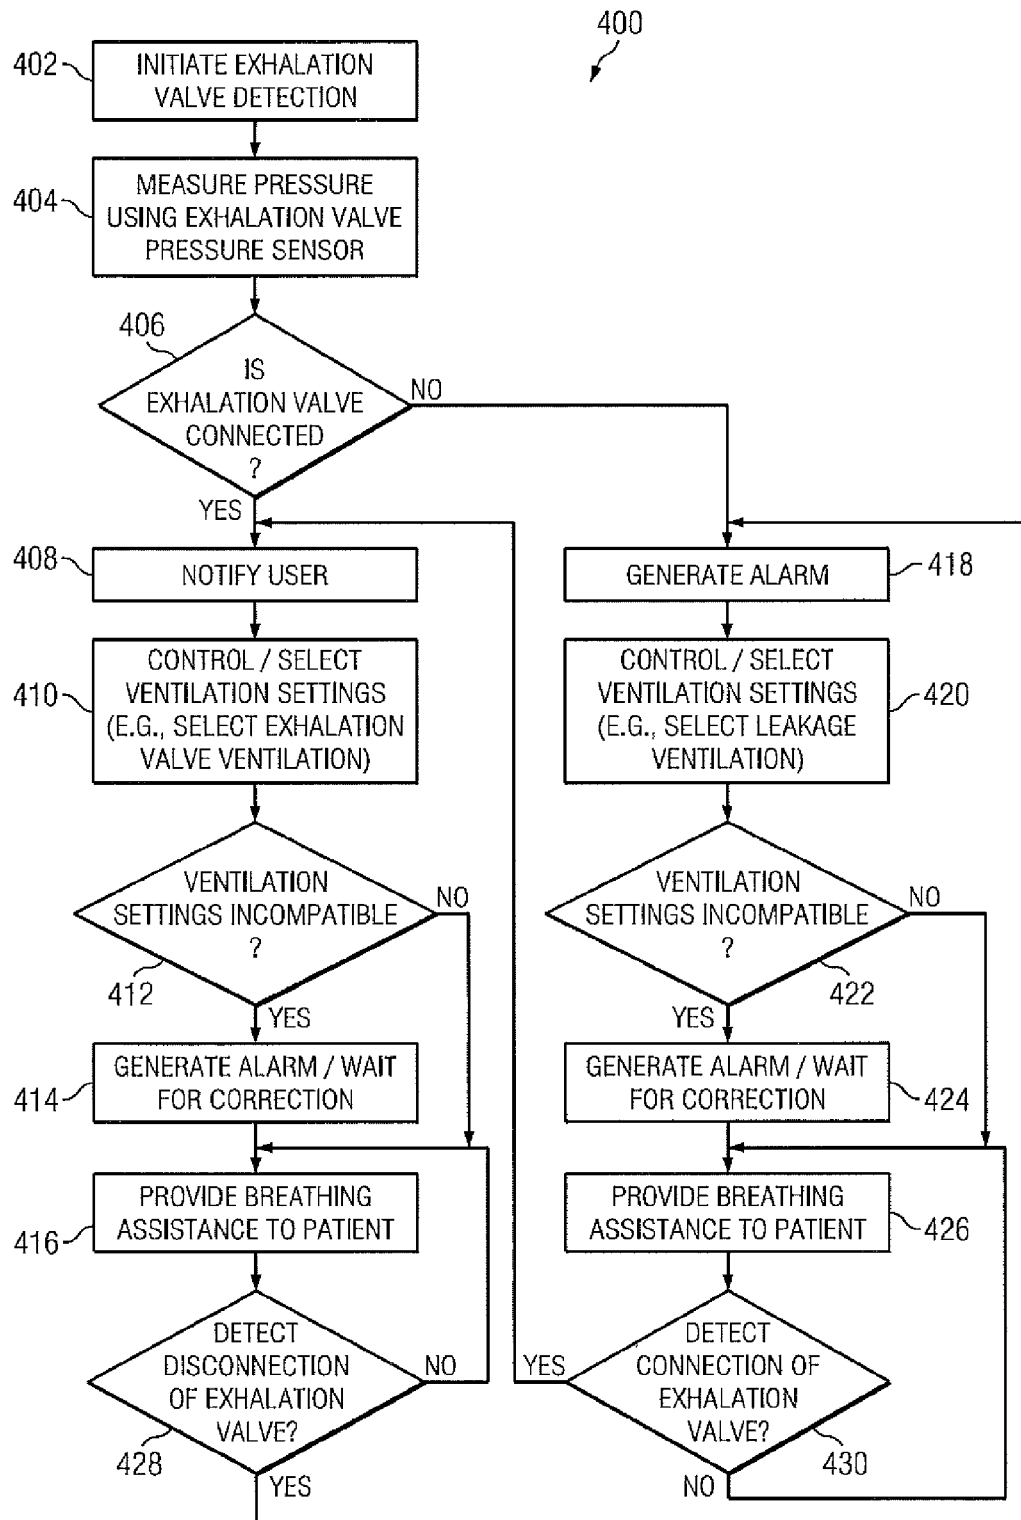 400
402
INITIATE EXHALATION
VALVE DETECTION
404
MEASURE PRESSURE
USING EXHALATION VALVE
PRESSURE SENSOR
406
IS
EXHALATION VALVE
CONNECTED
?
NO
YES
408
NOTIFY USER
GENERATE ALARM
418
410
CONTROL / SELECT
VENTILATION SETTINGS
(E.G., SELECT EXHALATION
VALVE VENTILATION)
CONTROL / SELECT
VENTILATION SETTINGS
(E.G., SELECT LEAKAGE
VENTILATION)
420
VENTILATION
SETTINGS INCOMPATIBLE
?
NO
412
YES
VENTILATION
SETTINGS INCOMPATIBLE
?
NO
422
YES
414
GENERATE ALARM / WAIT
FOR CORRECTION
GENERATE ALARM / WAIT
FOR CORRECTION
424
416
PROVIDE BREATHING
ASSISTANCE TO PATIENT
PROVIDE BREATHING
ASSISTANCE TO PATIENT
426
DETECT
DISCONNECTION
OF EXHALATION
VALVE?
NO
428
YES
YES
DETECT
CONNECTION OF
EXHALATION
VALVE?
430
NO